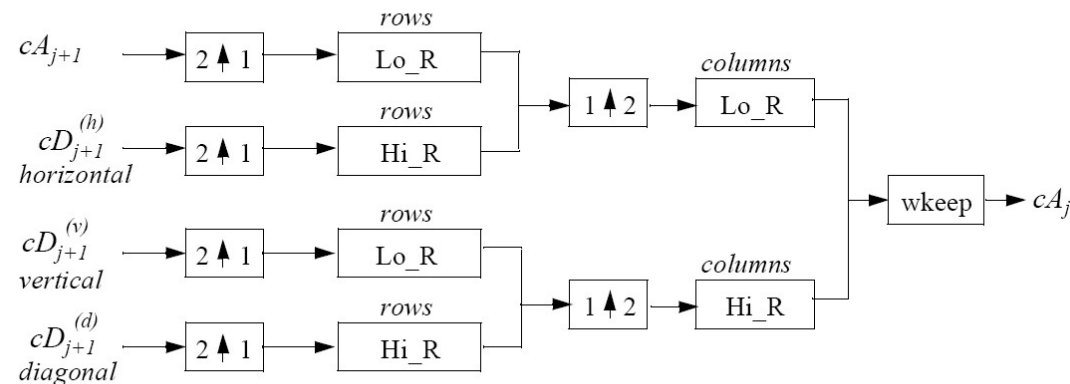 rows
cA_{j+1} 2 ↑ 1 Lo_R
columns
1 ↑ 2 Lo_R
rows
cD_{j+1}^{(h)} 2 ↑ 1 Hi_R
horizontal
wkeep cA_j
rows
cD_{j+1}^{(v)} 2 ↑ 1 Lo_R
vertical
columns
1 ↑ 2 Hi_R
rows
cD_{j+1}^{(d)} 2 ↑ 1 Hi_R
diagonal